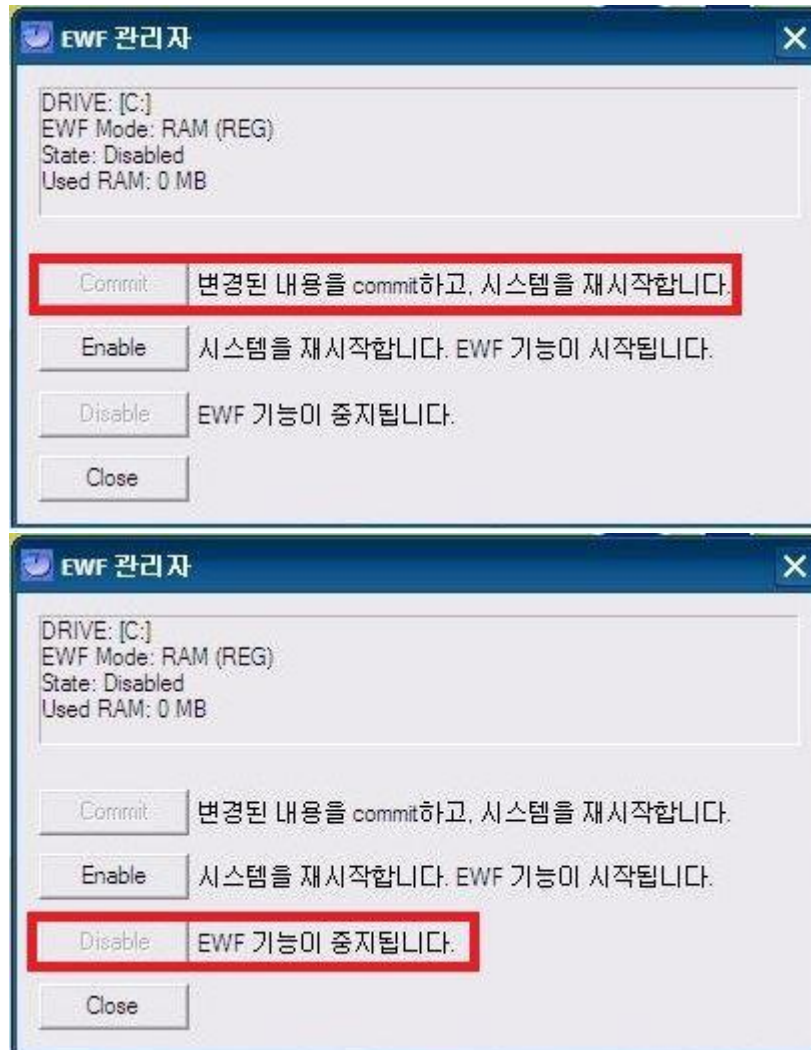 EWF 관리자
DRIVE: [C:]
EWF Mode: RAM (REG)
State: Disabled
Used RAM: 0 MB
Commit 변경된 내용을 commit하고, 시스템을 재시작합니다.
Enable 시스템을 재시작합니다. EWF 기능이 시작됩니다.
Disable EWF 기능이 중지됩니다.
Close
EWF 관리자
DRIVE: [C:]
EWF Mode: RAM (REG)
State: Disabled
Used RAM: 0 MB
Commit 변경된 내용을 commit하고, 시스템을 재시작합니다.
Enable 시스템을 재시작합니다. EWF 기능이 시작됩니다.
Disable EWF 기능이 중지됩니다.
Close